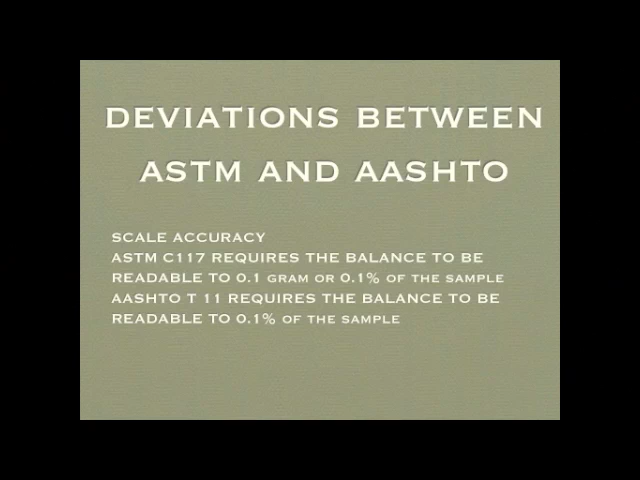 DEVIATIONS BETWEEN
ASTM AND AASHTO
SCALE ACCURACY
ASTM C117 REQUIRES THE BALANCE TO BE
READABLE TO 0.1 GRAM OR 0.1% OF THE SAMPLE
AASHTO T 11 REQUIRES THE BALANCE TO BE
READABLE TO 0.1% OF THE SAMPLE